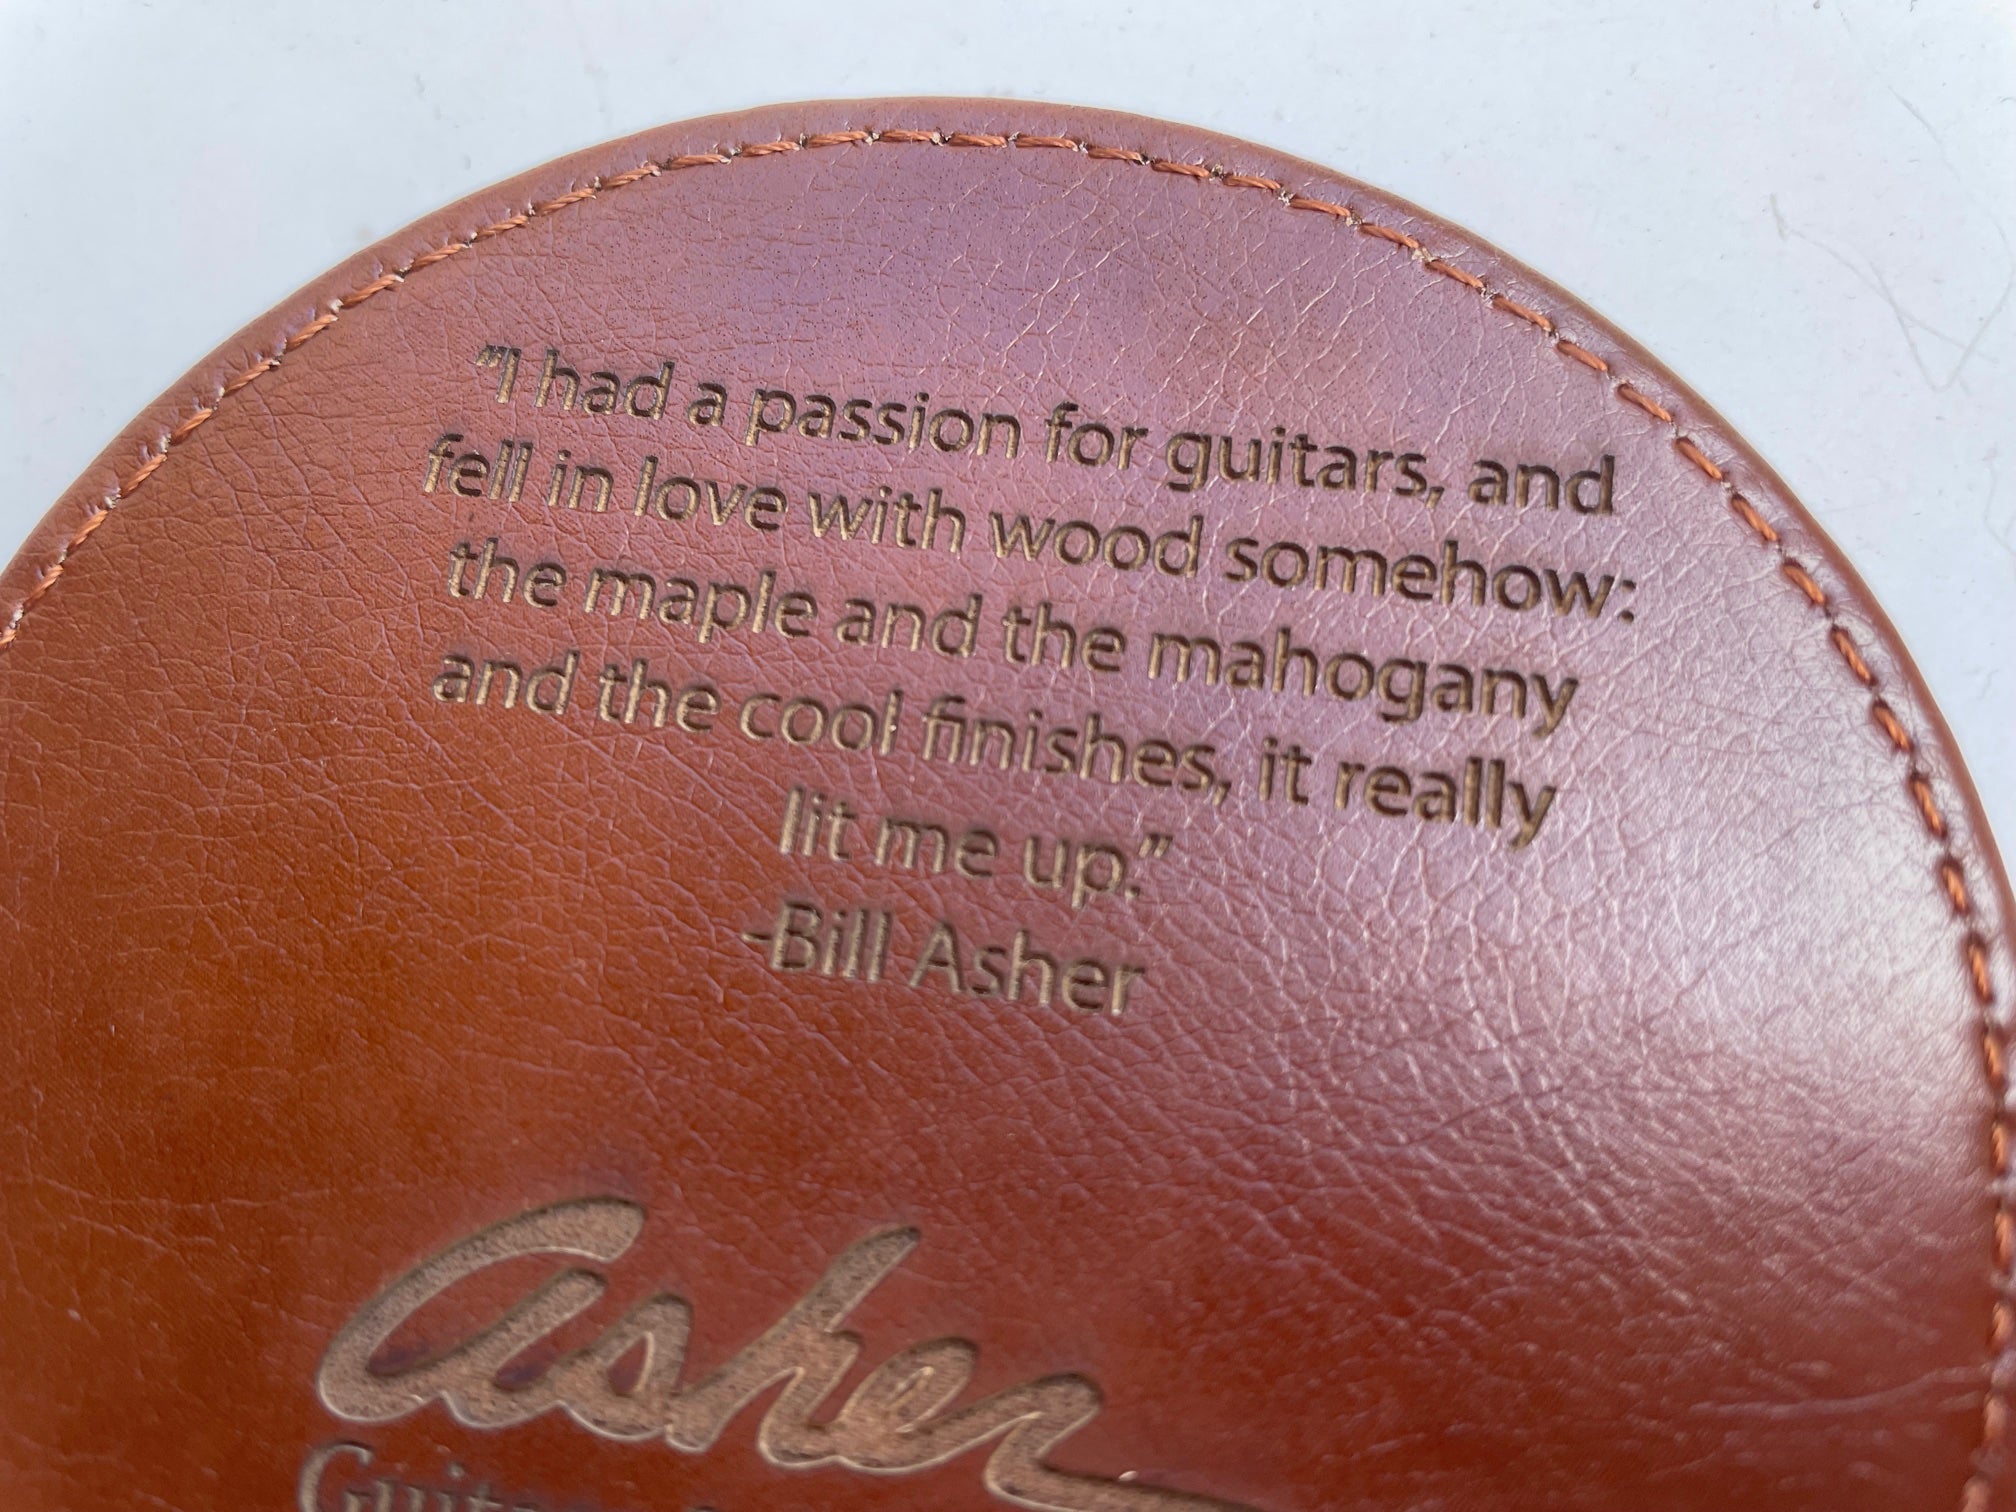 "I had a passion for guitars, and
fell in love with wood somehow:
the maple and the mahogany
and the cool finishes, it really
lit me up."
-Bill Asher
asher